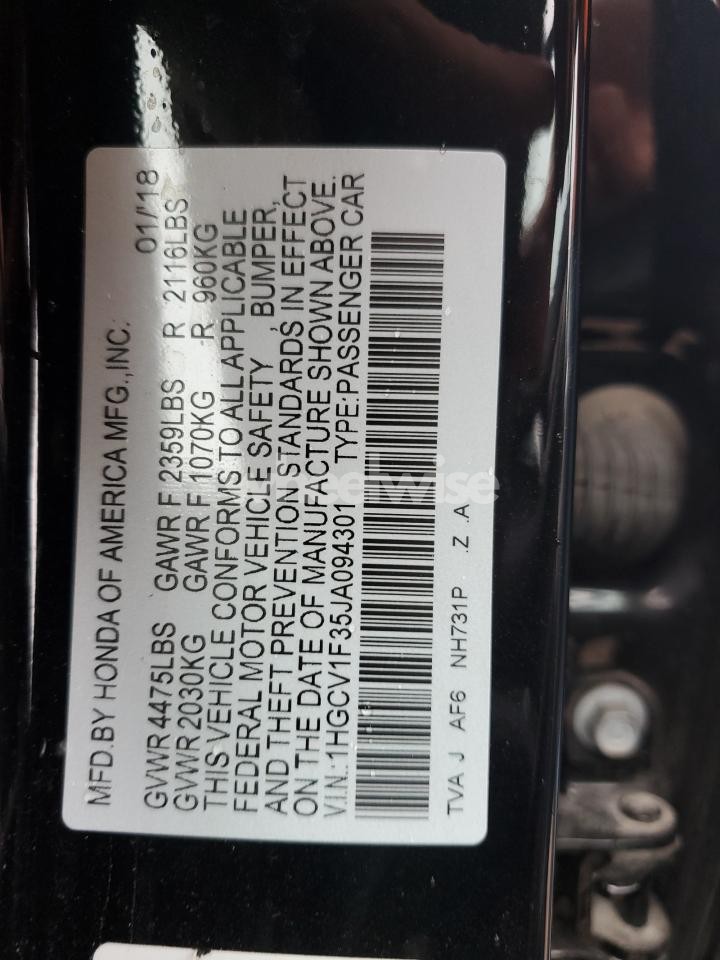 MFD.BY HONDA OF AMERICA MFG.,INC. 01/'18
GVWR 4475LBS GAWR F 2359LBS R 2116LBS
GVWR 2030KG GAWR F 1070KG R 960KG
THIS VEHICLE CONFORMS TO ALL APPLICABLE
FEDERAL MOTOR VEHICLE SAFETY , BUMPER,
AND THEFT PREVENTION STANDARDS IN EFFECT
ON THE DATE OF MANUFACTURE SHOWN ABOVE.
V.I.N.:1HGCV1F35JA094301 TYPE:PASSENGER CAR
TVA J AF6 NH731P .Z .A